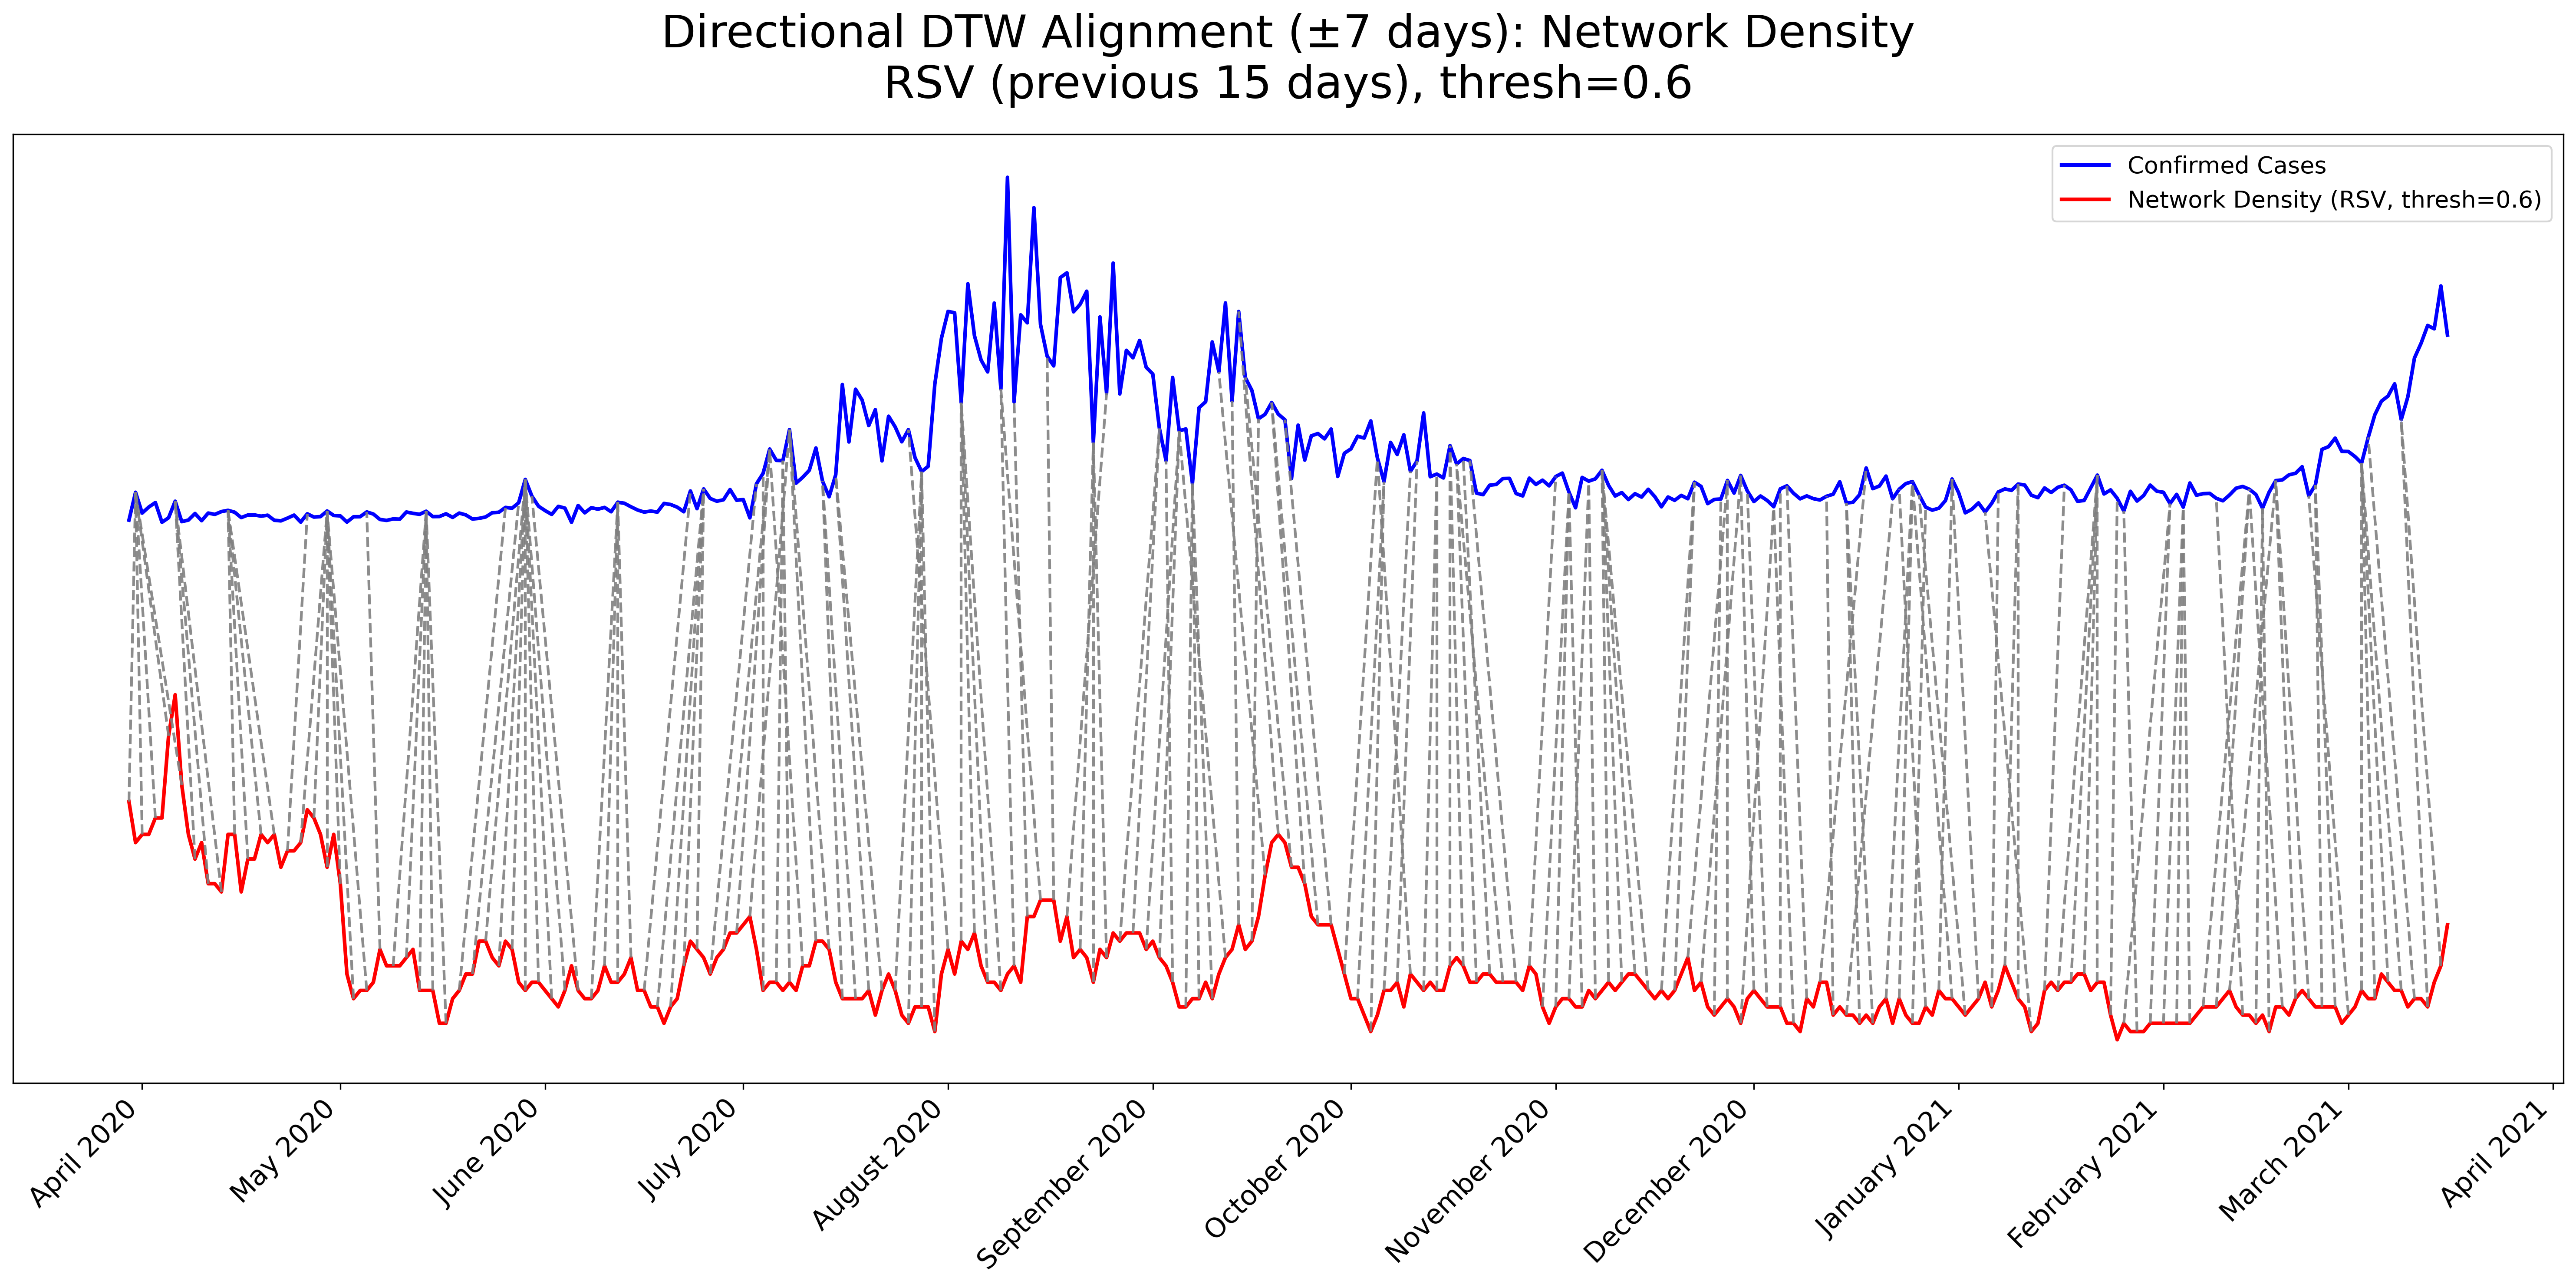 Directional DTW Alignment (±7 days): Network Density
RSV (previous 15 days), thresh=0.6
Confirmed Cases
Network Density (RSV, thresh=0.6)
April 2020
May 2020
June 2020
July 2020
August 2020
September 2020
October 2020
November 2020
December 2020
January 2021
February 2021
March 2021
April 2021